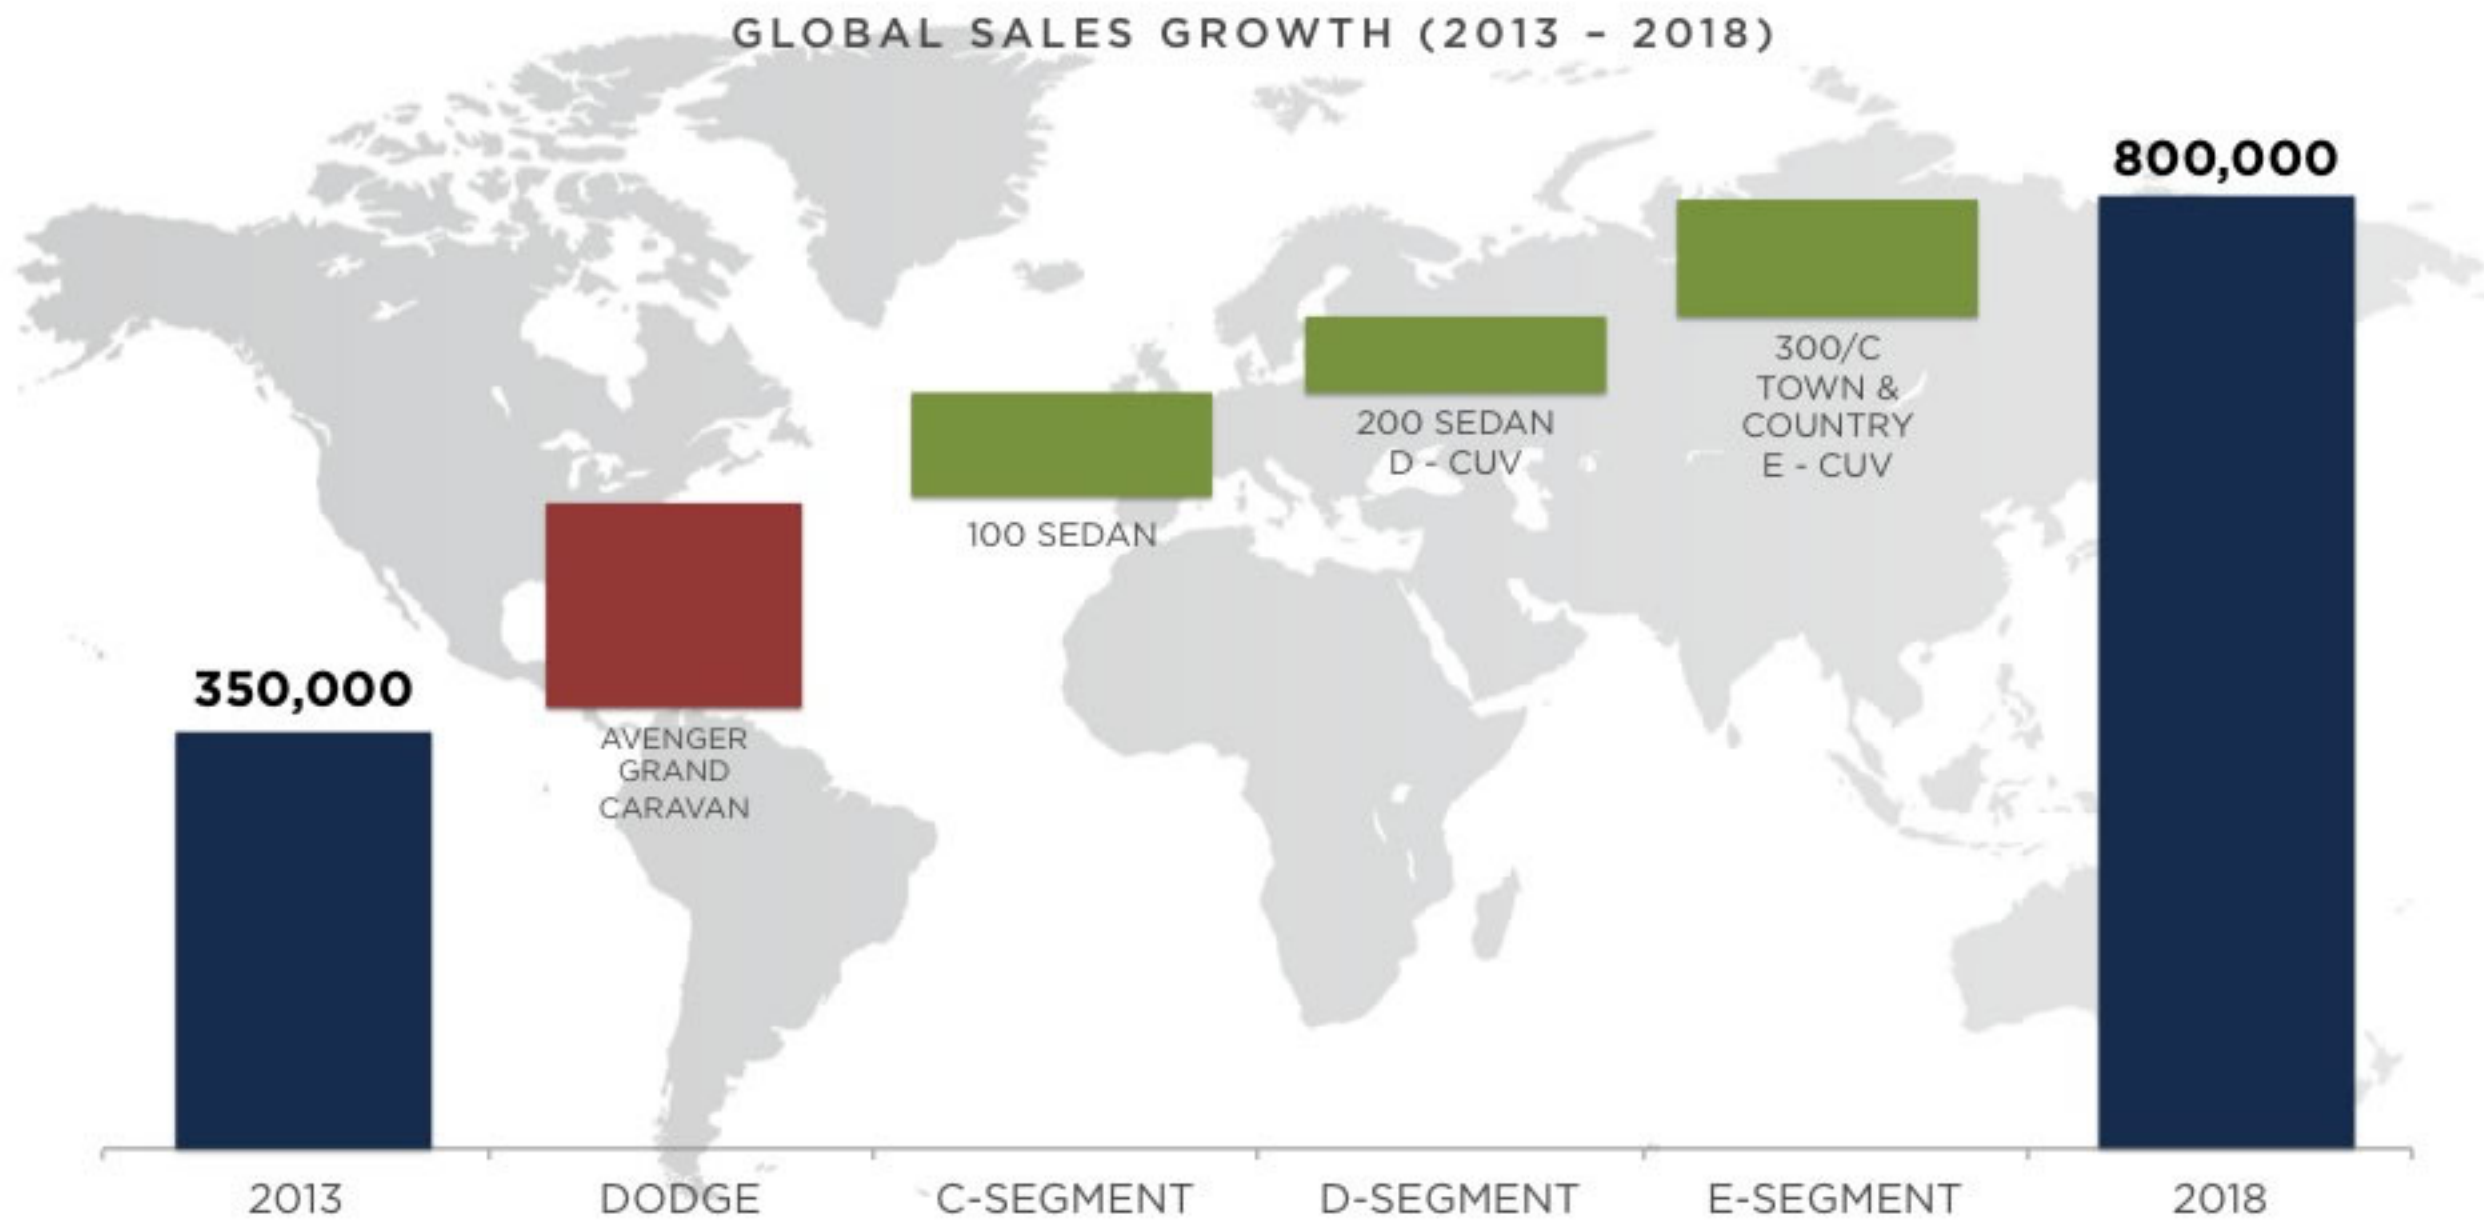 GLOBAL SALES GROWTH (2013 – 2018)
350,000
AVENGER
GRAND
CARAVAN
100 SEDAN
200 SEDAN
D - CUV
300/C
TOWN &
COUNTRY
E - CUV
800,000
2013
DODGE
C-SEGMENT
D-SEGMENT
E-SEGMENT
2018